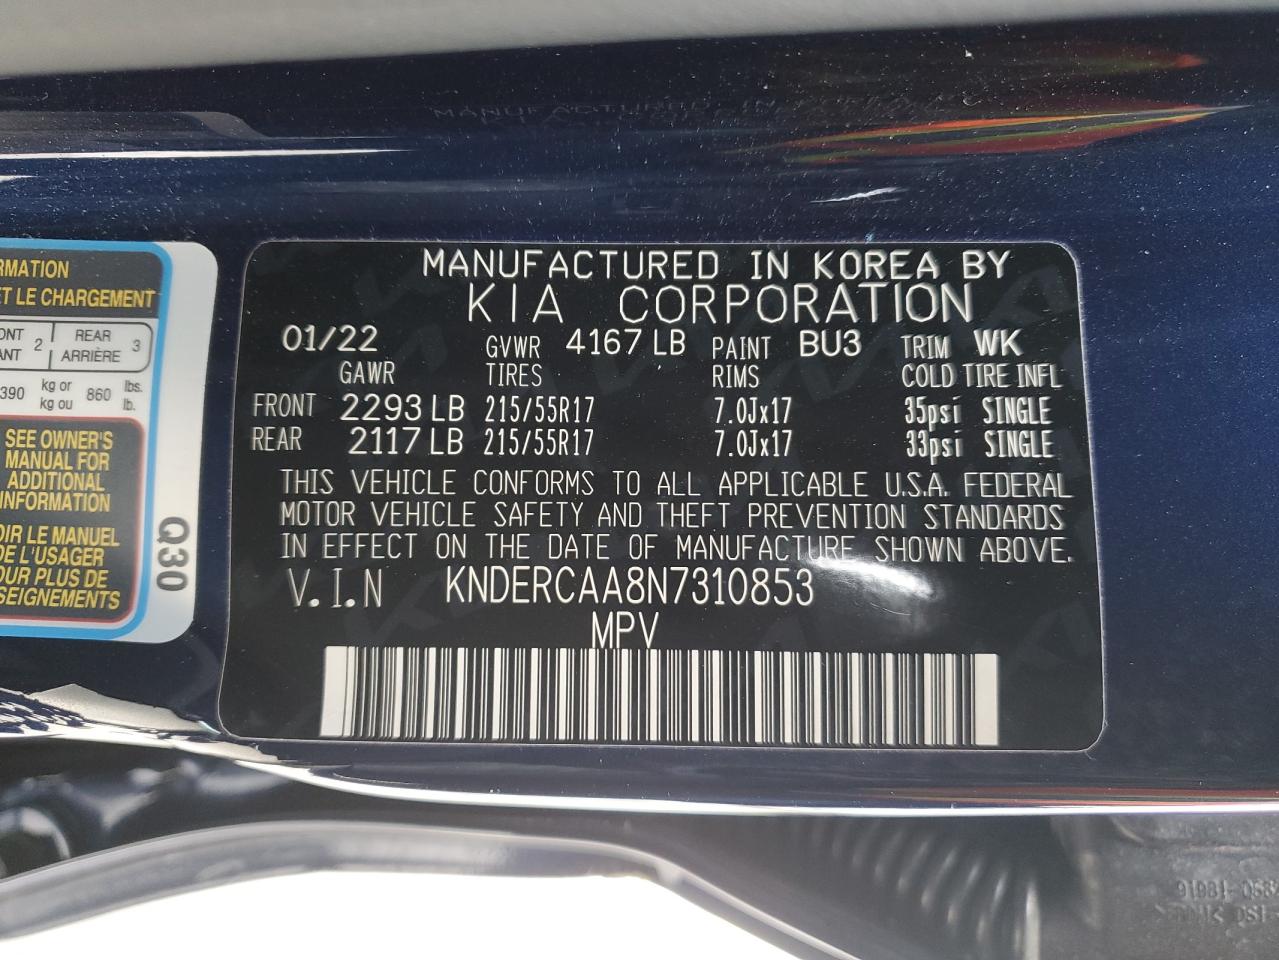 RMATION
ET LE CHARGEMENT
ONT
ANT 2 REAR
ARRIÈRE 3
390 kg or
kg ou 860 lbs.
lb.
SEE OWNER'S
MANUAL FOR
ADDITIONAL
INFORMATION
OIR LE MANUEL
DE L'USAGER
OUR PLUS DE
SEIGNEMENTS
Q30
MANUFACTURED IN KOREA BY
KIA CORPORATION
01/22 GVWR 4167 LB PAINT BU3 TRIM WK
GAWR TIRES RIMS COLD TIRE INFL
FRONT 2293 LB 215/55R17 7.0Jx17 35psi SINGLE
REAR 2117 LB 215/55R17 7.0Jx17 33psi SINGLE
THIS VEHICLE CONFORMS TO ALL APPLICABLE U.S.A. FEDERAL
MOTOR VEHICLE SAFETY AND THEFT PREVENTION STANDARDS
IN EFFECT ON THE DATE OF MANUFACTURE SHOWN ABOVE.
V.I.N KNDERCAA8N7310853
MPV